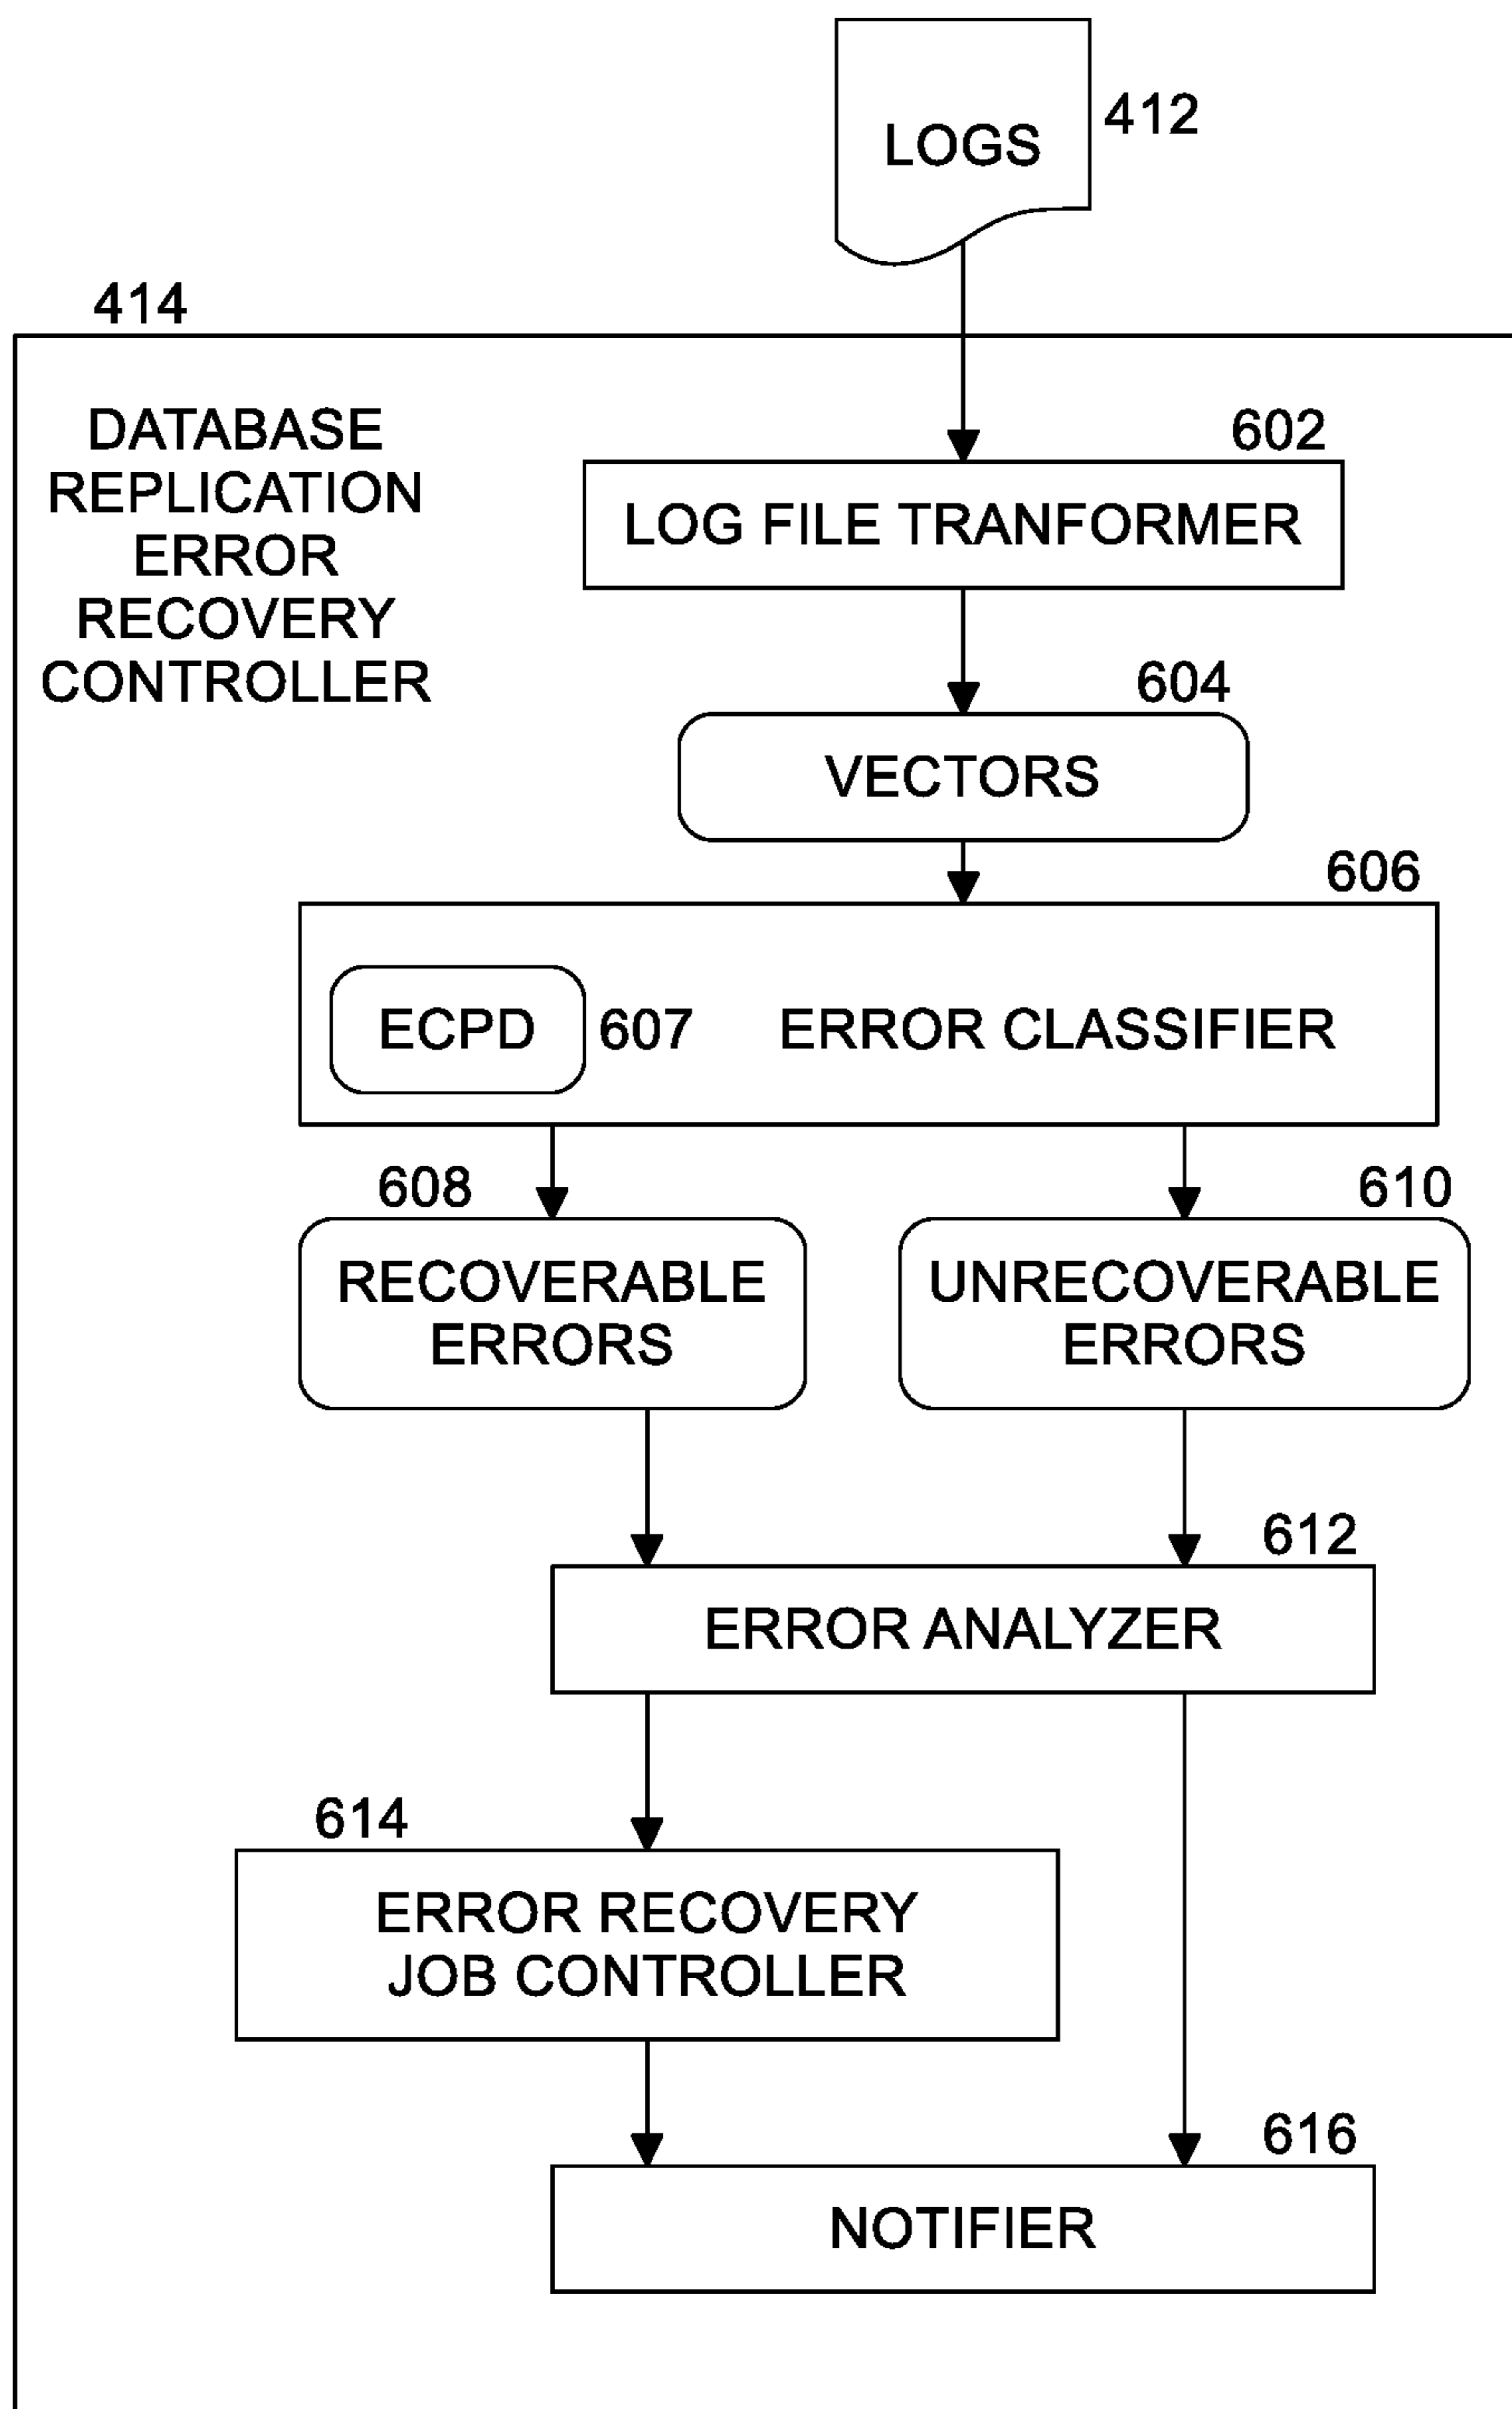 LOGS
412
414
DATABASE
REPLICATION
ERROR
RECOVERY
CONTROLLER
602
LOG FILE TRANFORMER
604
VECTORS
606
ECPD
607
ERROR CLASSIFIER
608
610
RECOVERABLE
ERRORS
UNRECOVERABLE
ERRORS
612
ERROR ANALYZER
614
ERROR RECOVERY
JOB CONTROLLER
616
NOTIFIER